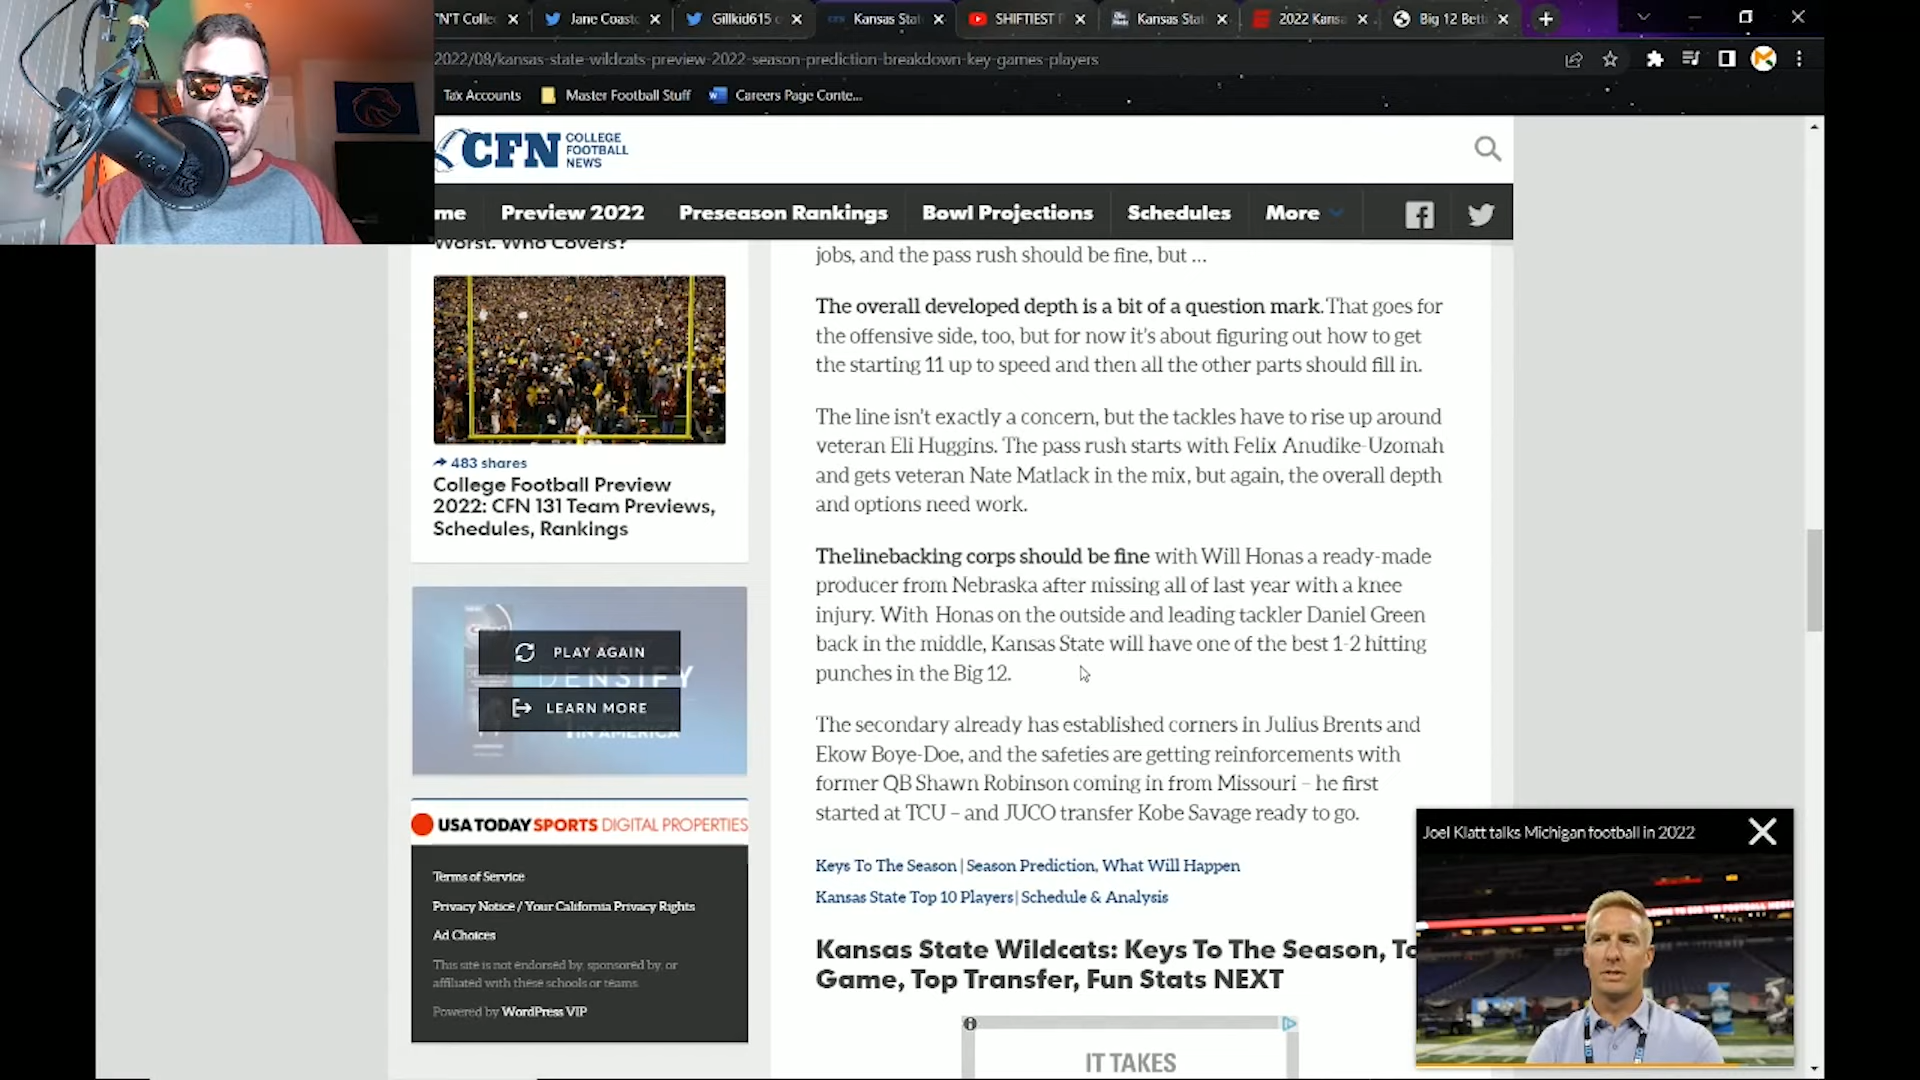 'N'T Collec
Jane Coasto
Gillkid615 o
Kansas Stat
SHIFTIEST P
Kansas Stat
2022 Kansa
Big 12 Betti
2022/08/kansas-state-wildcats-preview-2022-season-prediction-breakdown-key-games-players
Tax Accounts
Master Football Stuff
Careers Page Conte...
CFN COLLEGE FOOTBALL NEWS
me
Preview 2022
Preseason Rankings
Bowl Projections
Schedules
More
Worst. Who Covers?
483 shares
College Football Preview
2022: CFN 131 Team Previews,
Schedules, Rankings
PLAY AGAIN
DENSIFY
LEARN MORE
IN AMERICA
USA TODAY SPORTS DIGITAL PROPERTIES
Terms of Service
Privacy Notice / Your California Privacy Rights
Ad Choices
This site is not endorsed by, sponsored by, or
affiliated with these schools or teams.
Powered by WordPress VIP
jobs, and the pass rush should be fine, but ...
The overall developed depth is a bit of a question mark. That goes for
the offensive side, too, but for now it's about figuring out how to get
the starting 11 up to speed and then all the other parts should fill in.
The line isn't exactly a concern, but the tackles have to rise up around
veteran Eli Huggins. The pass rush starts with Felix Anudike-Uzomah
and gets veteran Nate Matlack in the mix, but again, the overall depth
and options need work.
The linebacking corps should be fine with Will Honas a ready-made
producer from Nebraska after missing all of last year with a knee
injury. With Honas on the outside and leading tackler Daniel Green
back in the middle, Kansas State will have one of the best 1-2 hitting
punches in the Big 12.
The secondary already has established corners in Julius Brents and
Ekow Boye-Doe, and the safeties are getting reinforcements with
former QB Shawn Robinson coming in from Missouri – he first
started at TCU – and JUCO transfer Kobe Savage ready to go.
Keys To The Season | Season Prediction, What Will Happen
Kansas State Top 10 Players | Schedule & Analysis
Kansas State Wildcats: Keys To The Season, To
Game, Top Transfer, Fun Stats NEXT
IT TAKES
Joel Klatt talks Michigan football in 2022